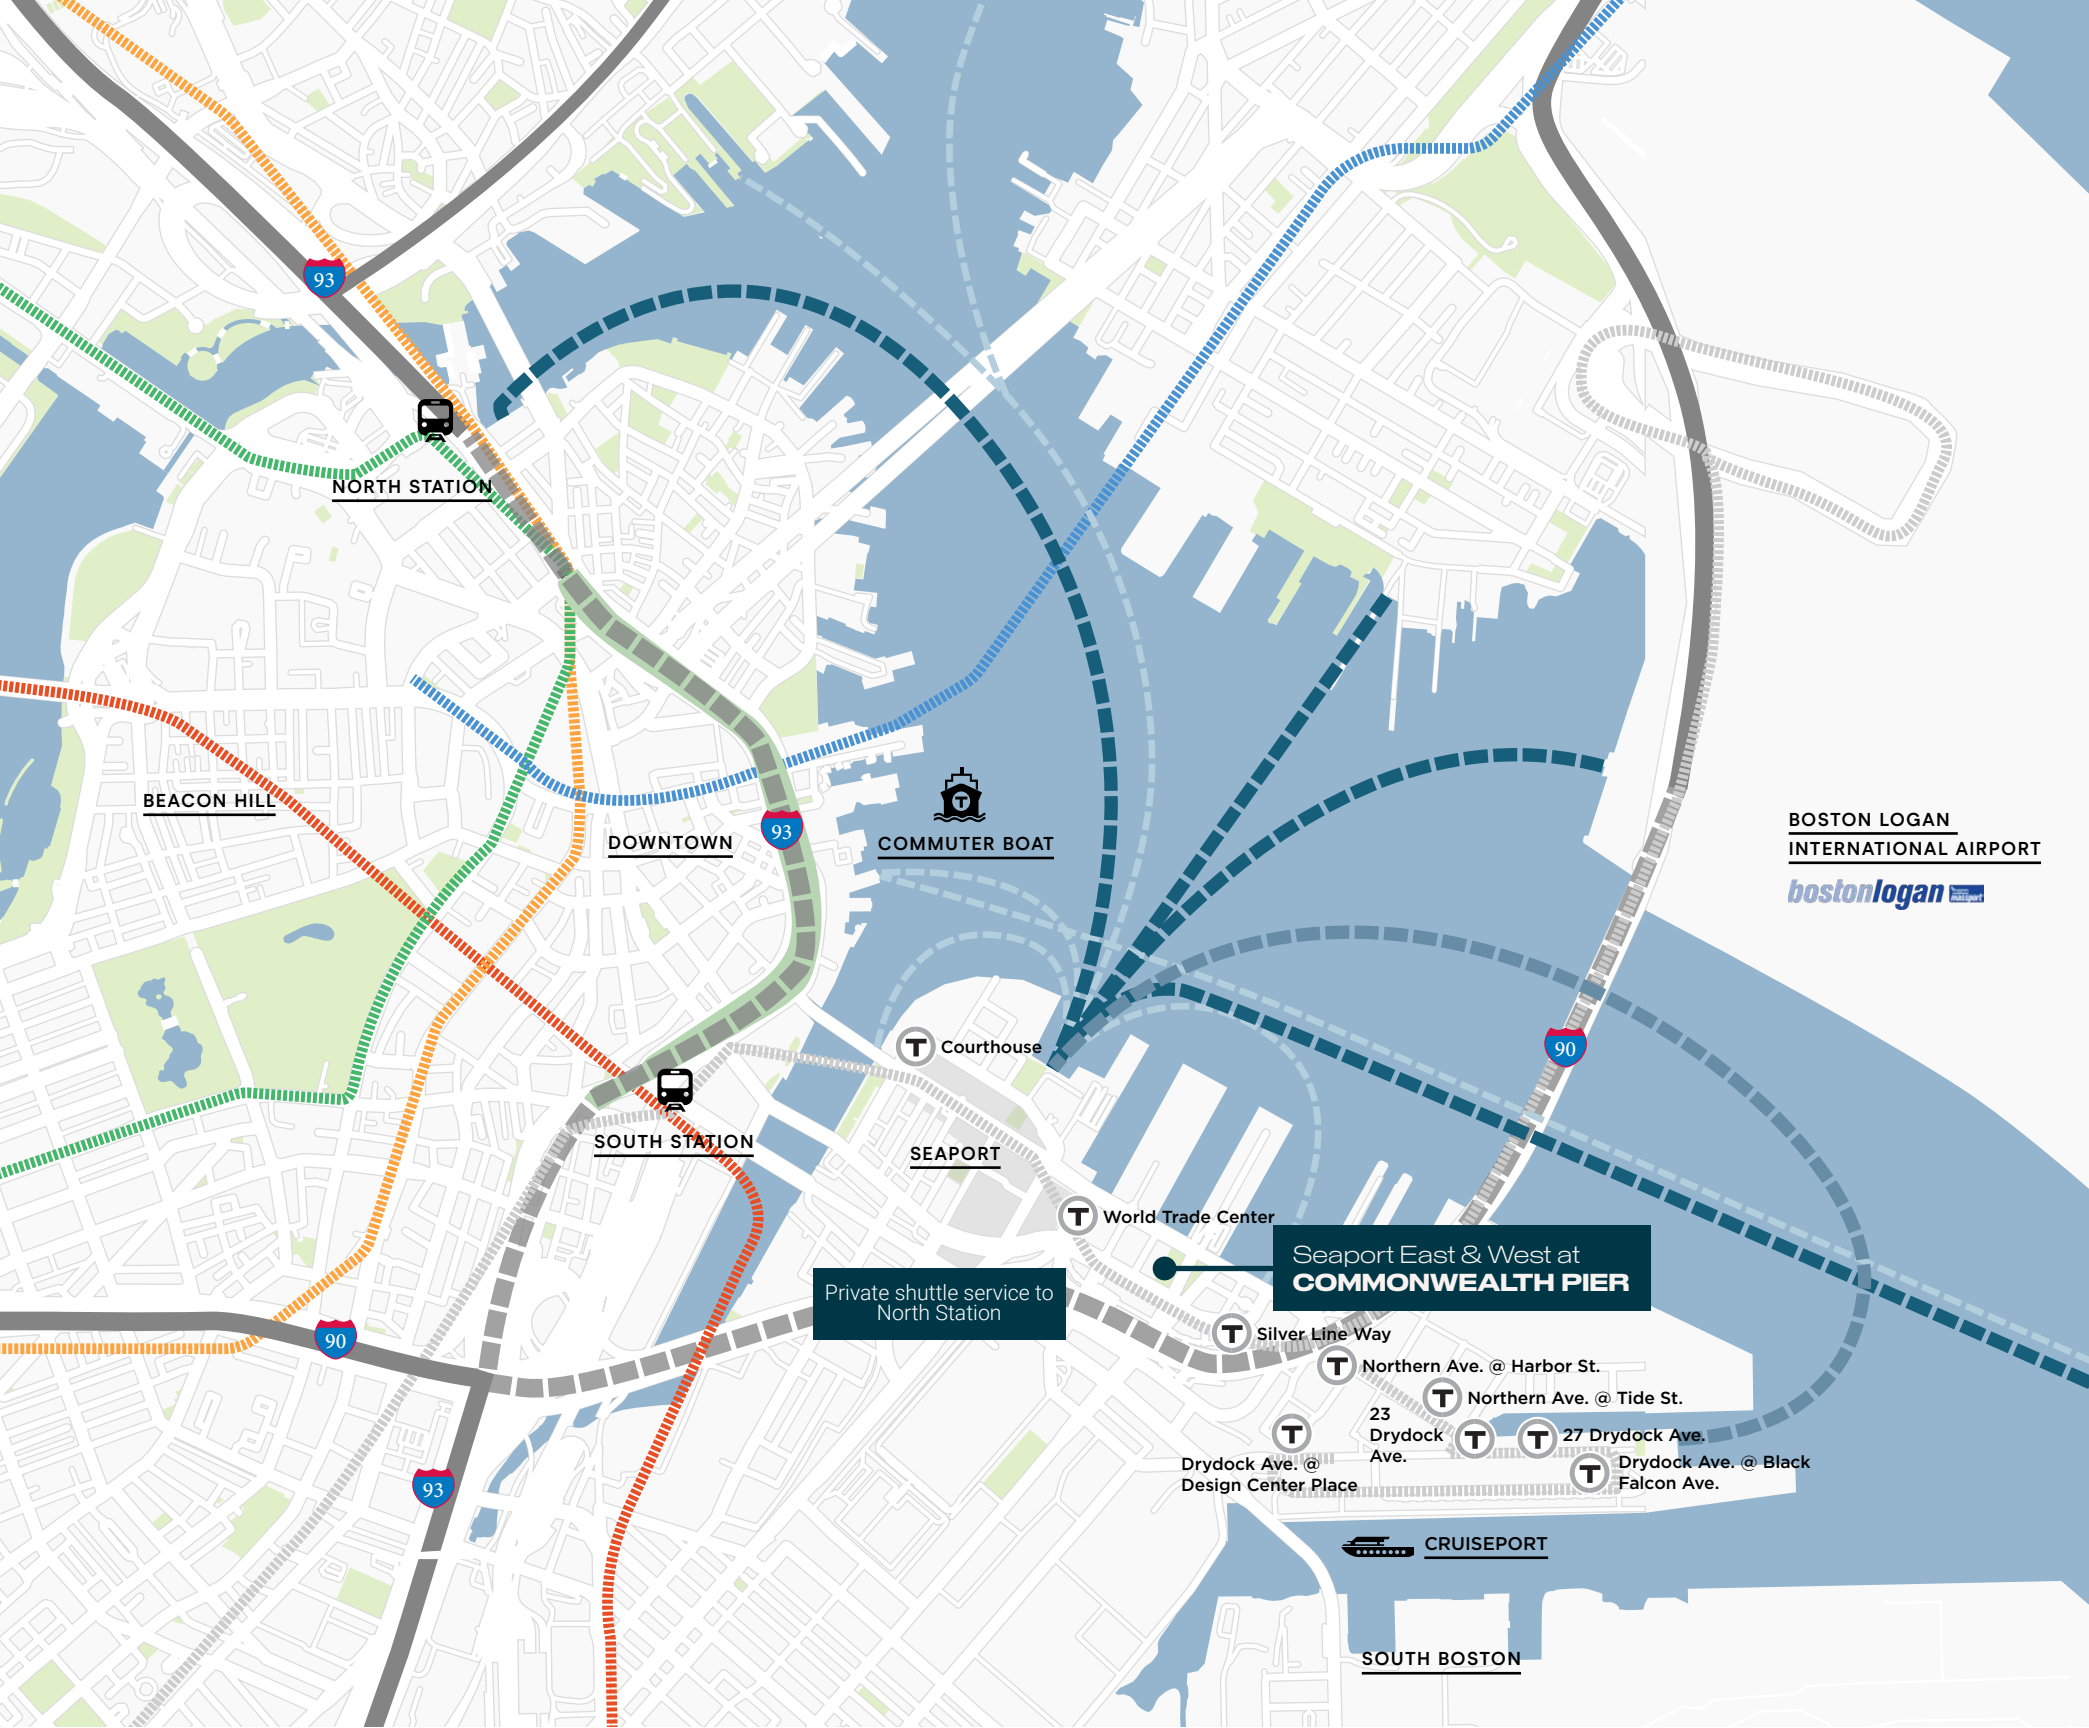 93
NORTH STATION
BEACON HILL
DOWNTOWN
93
COMMUTER BOAT
BOSTON LOGAN
INTERNATIONAL AIRPORT
bostonlogan
massport
T Courthouse
90
SOUTH STATION
SEAPORT
T World Trade Center
Seaport East & West at
COMMONWEALTH PIER
Private shuttle service to
North Station
90
T Silver Line Way
T Northern Ave. @ Harbor St.
T Northern Ave. @ Tide St.
23
Drydock
Ave.
T
T 27 Drydock Ave.
T
Drydock Ave. @
Design Center Place
T Drydock Ave. @ Black
Falcon Ave.
93
CRUISEPORT
SOUTH BOSTON